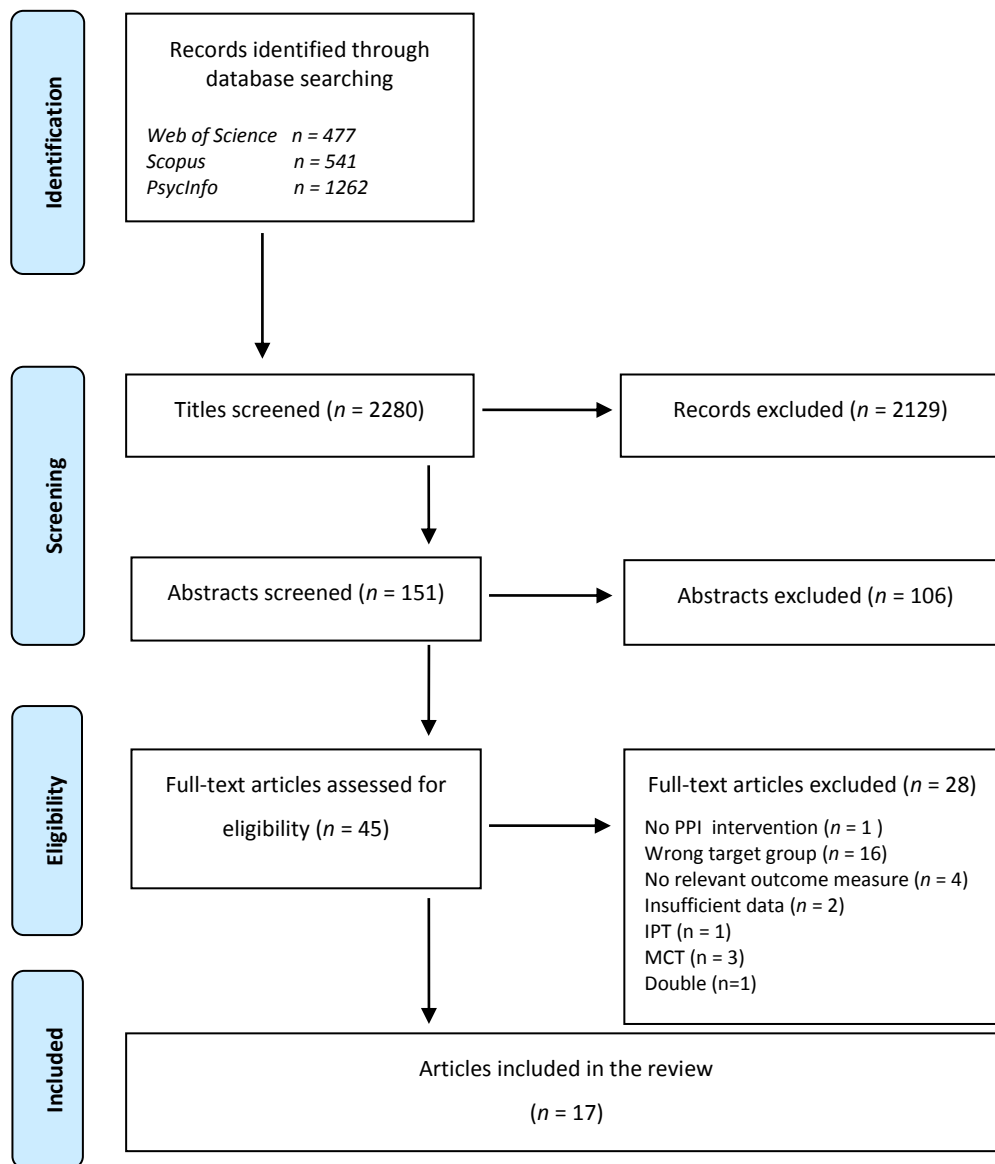 Identification
Records identified through
database searching
Web of Science n = 477
Scopus n = 541
PsycInfo n = 1262
Screening
Titles screened (n = 2280)
Records excluded (n = 2129)
Abstracts screened (n = 151)
Abstracts excluded (n = 106)
Eligibility
Full-text articles assessed for
eligibility (n = 45)
Full-text articles excluded (n = 28)
No PPI intervention (n = 1 )
Wrong target group (n = 16)
No relevant outcome measure (n = 4)
Insufficient data (n = 2)
IPT (n = 1)
MCT (n = 3)
Double (n=1)
Included
Articles included in the review
(n = 17)